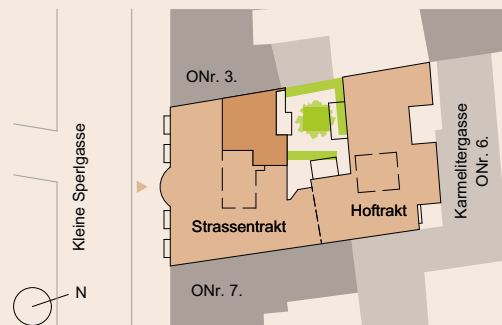 ONr. 3.
Kleine Sperlgasse
Karmelitergasse
ONr. 6.
Strassentrakt
Hoftrakt
ONr. 7.
N